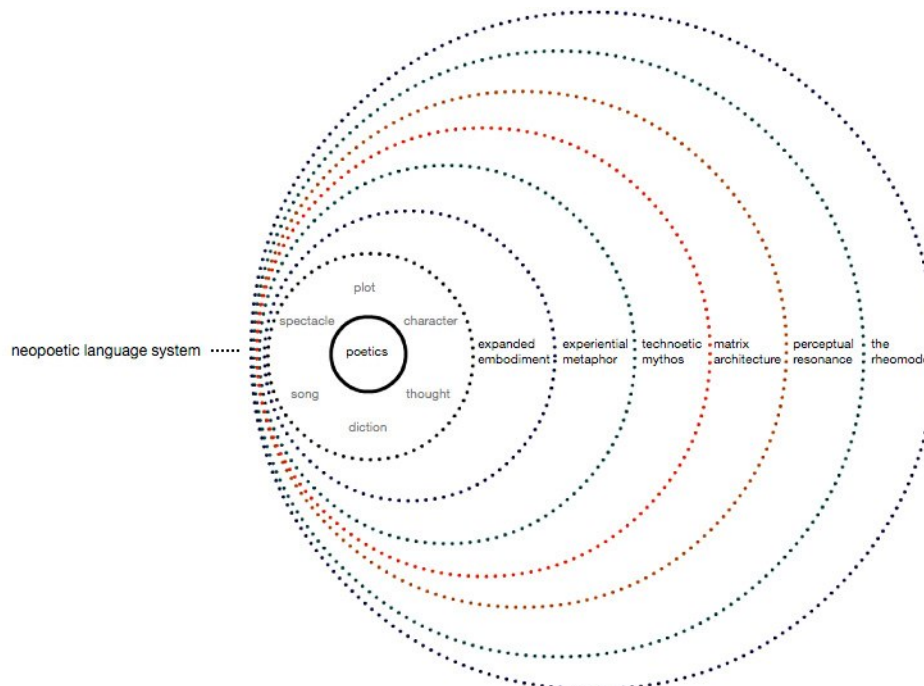 plot
spectacle
character
poetics
neopoetic language system
expanded
embodiment
experiential
metaphor
technoetic
mythos
matrix
architecture
perceptual
resonance
the
rheomode
song
thought
diction